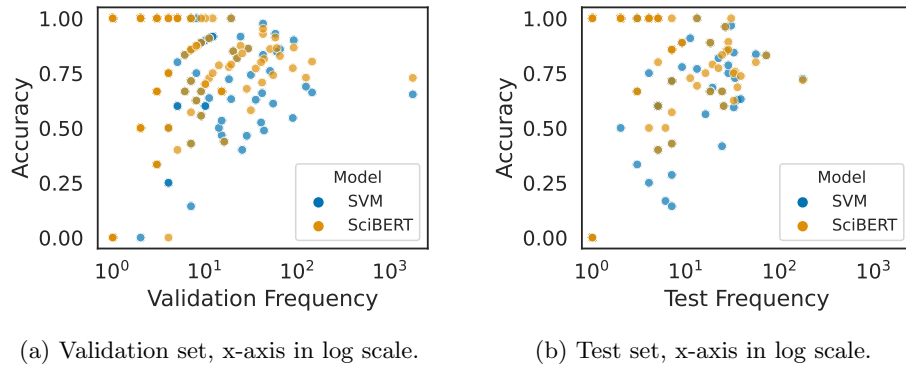 1.00
0.75
0.50
0.25
0.00
Accuracy
Model
SVM
SciBERT
10^0 10^1 10^2 10^3
Validation Frequency
(a) Validation set, x-axis in log scale.
1.00
0.75
0.50
0.25
0.00
Accuracy
Model
SVM
SciBERT
10^0 10^1 10^2 10^3
Test Frequency
(b) Test set, x-axis in log scale.